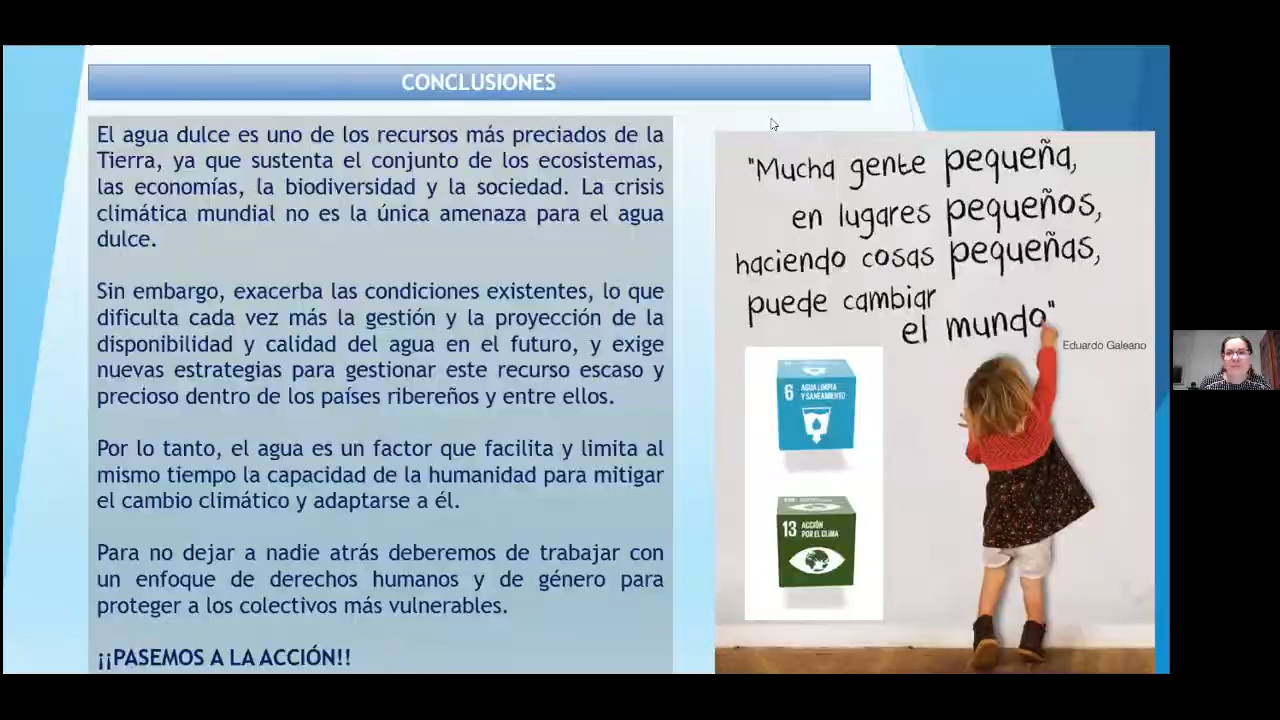 CONCLUSIONES
El agua dulce es uno de los recursos más preciados de la
Tierra, ya que sustenta el conjunto de los ecosistemas,
las economías, la biodiversidad y la sociedad. La crisis
climática mundial no es la única amenaza para el agua
dulce.
Sin embargo, exacerba las condiciones existentes, lo que
dificulta cada vez más la gestión y la proyección de la
disponibilidad y calidad del agua en el futuro, y exige
nuevas estrategias para gestionar este recurso escaso y
precioso dentro de los países ribereños y entre ellos.
Por lo tanto, el agua es un factor que facilita y limita al
mismo tiempo la capacidad de la humanidad para mitigar
el cambio climático y adaptarse a él.
Para no dejar a nadie atrás deberemos de trabajar con
un enfoque de derechos humanos y de género para
proteger a los colectivos más vulnerables.
¡¡PASEMOS A LA ACCIÓN!!
"Mucha gente pequeña,
en lugares pequeños,
haciendo cosas pequeñas,
puede cambiar
el mundo"
Eduardo Galeano
6 AGUA LIMPIA
Y SANEAMIENTO
13 ACCIÓN
POR EL CLIMA